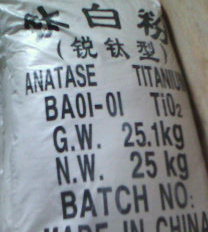 钛白粉
(锐钛型)
ANATASE TITANIUM
BA01-01 TiO₂
G.W. 25.1kg
N.W. 25 kg
BATCH NO:
MADE IN CHINA